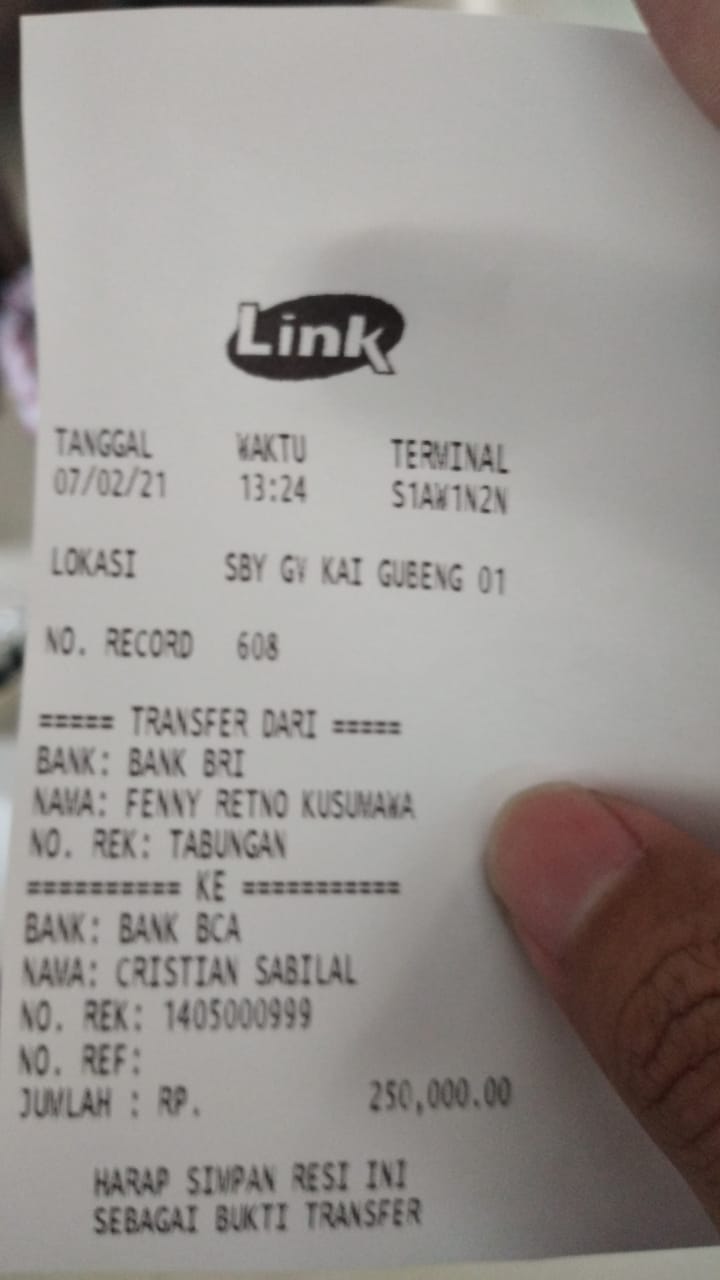 Link
TANGGAL WAKTU TERMINAL
07/02/21 13:24 S1AW1N2N
LOKASI SBY GV KAI GUBENG 01
NO. RECORD 608
===== TRANSFER DARI =====
BANK: BANK BRI
NAMA: FENNY RETNO KUSUMAWA
NO. REK: TABUNGAN
========== KE ===========
BANK: BANK BCA
NAMA: CRISTIAN SABILAL
NO. REK: 1405000999
NO. REF:
JUMLAH : RP. 250,000.00
HARAP SIMPAN RESI INI
SEBAGAI BUKTI TRANSFER